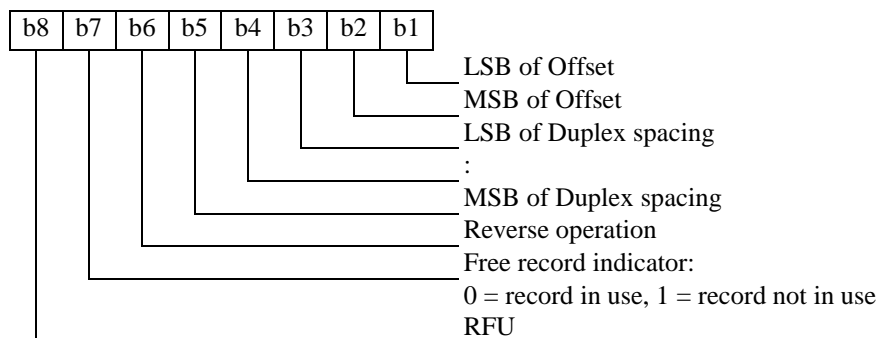 b8 b7 b6 b5 b4 b3 b2 b1
LSB of Offset
MSB of Offset
LSB of Duplex spacing
:
MSB of Duplex spacing
Reverse operation
Free record indicator:
0 = record in use, 1 = record not in use
RFU